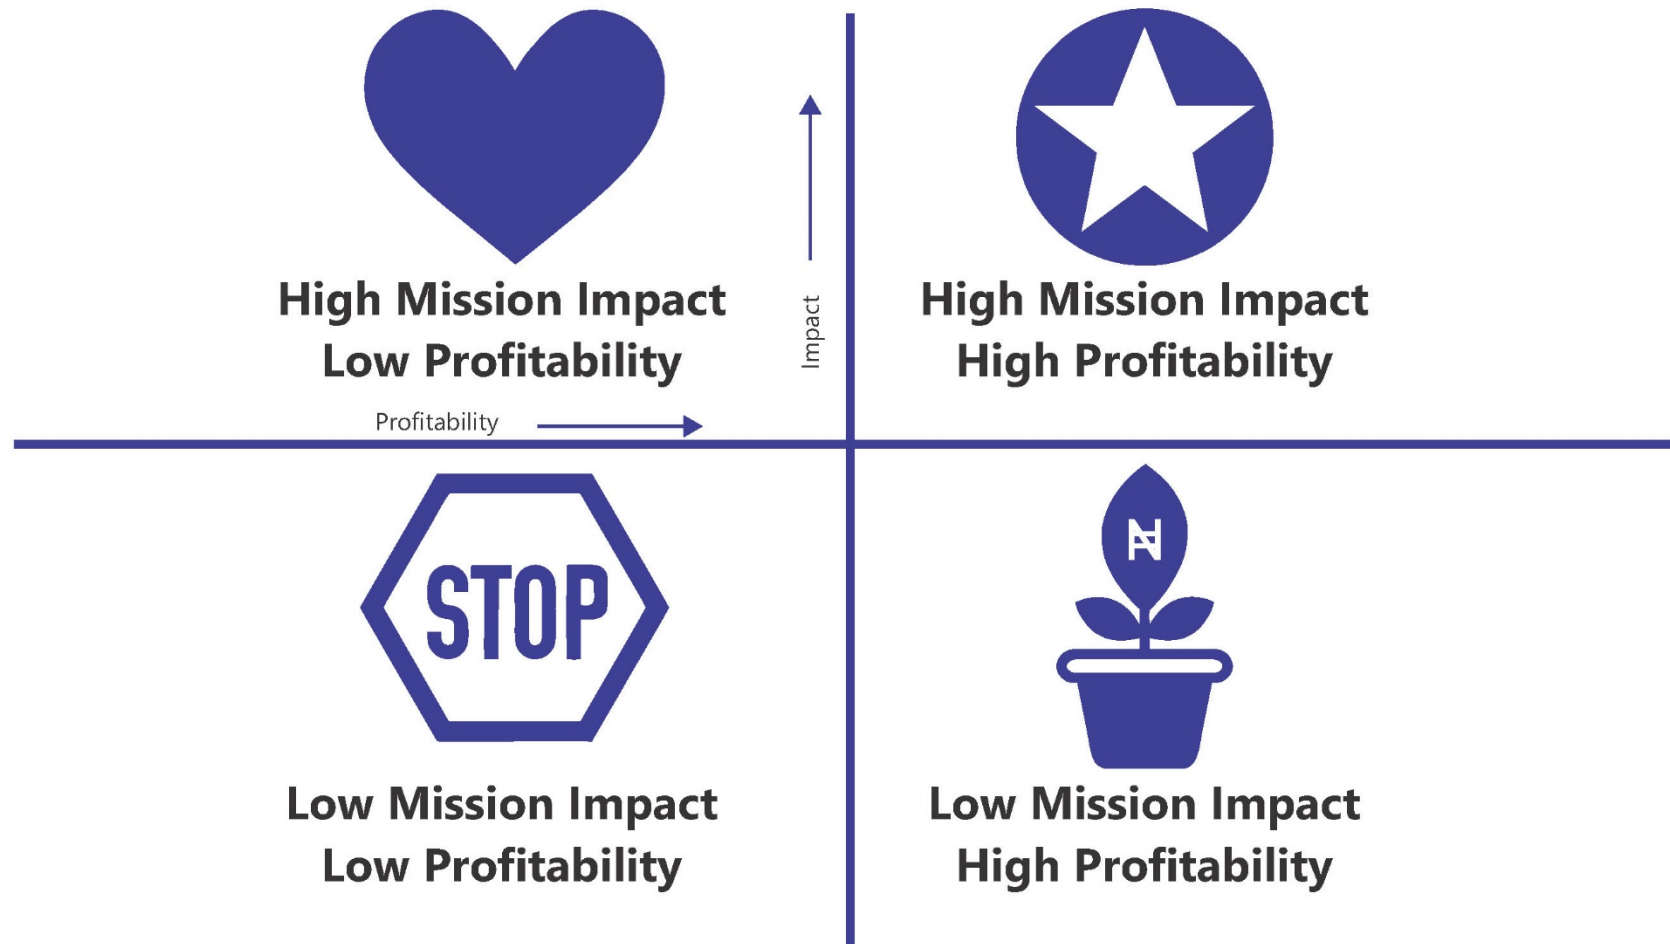 High Mission Impact
Low Profitability
Impact
High Mission Impact
High Profitability
Profitability
STOP
Low Mission Impact
Low Profitability
₦
Low Mission Impact
High Profitability